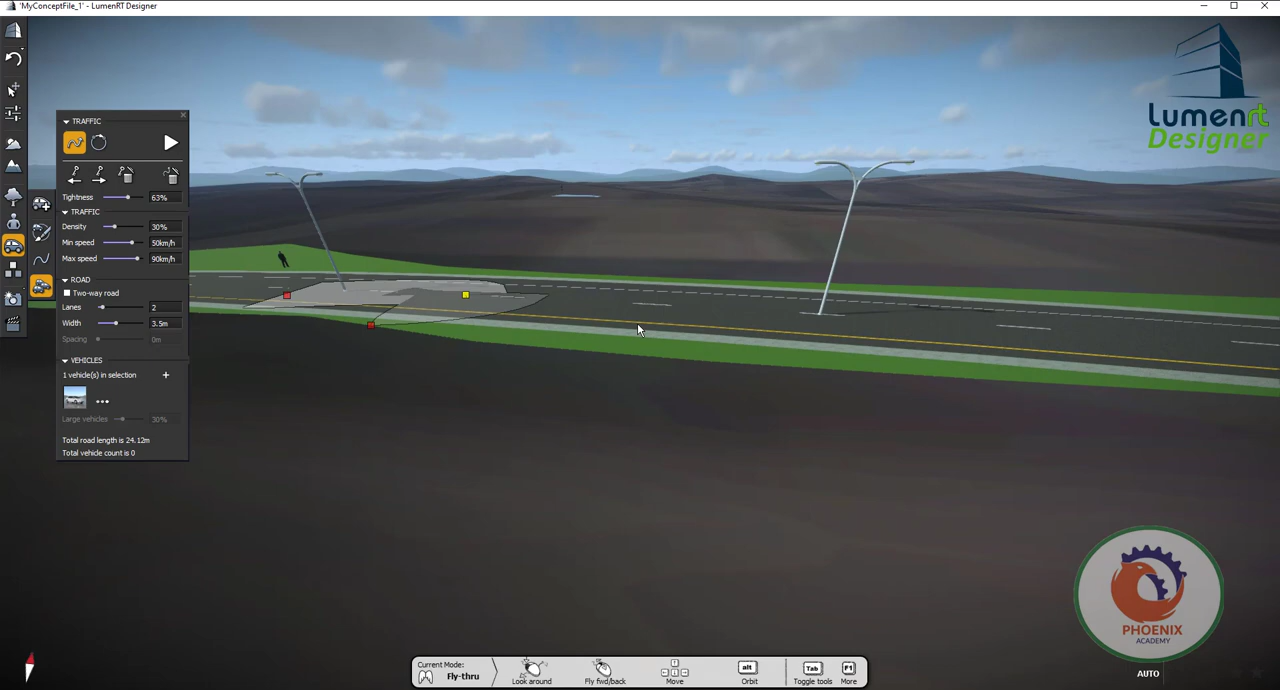 'MyConceptFile_1' - LumenRT Designer
Lumenrt
Designer
TRAFFIC
Tightness 63%
TRAFFIC
Density 30%
Min speed 50km/h
Max speed 90km/h
ROAD
Two-way road
Lanes 2
Width 3.5m
Spacing 0m
VEHICLES
1 vehicle(s) in selection +
Large vehicles 30%
Total road length is 24.12m
Total vehicle count is 0
PHOENIX
ACADEMY
Current Mode:
Fly-thru
Look around
Fly fwd/back
Move
alt
Orbit
Tab
Toggle tools
F1
More
AUTO